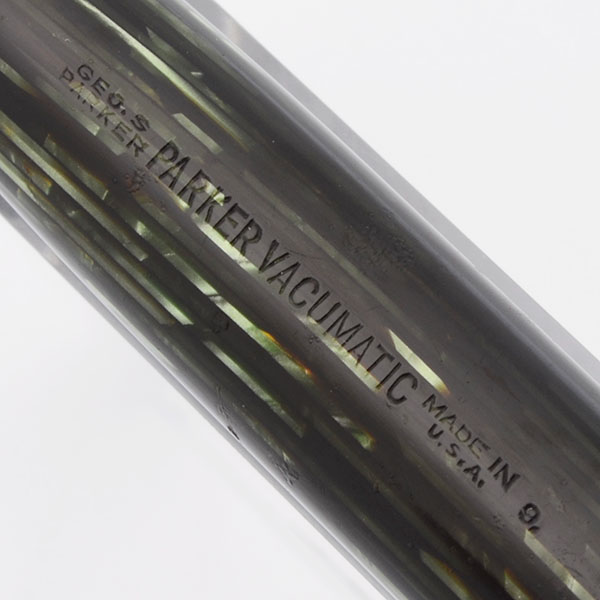 GEO. S
PARKER
PARKER VACUMATIC
MADE IN
U.S.A.
9.